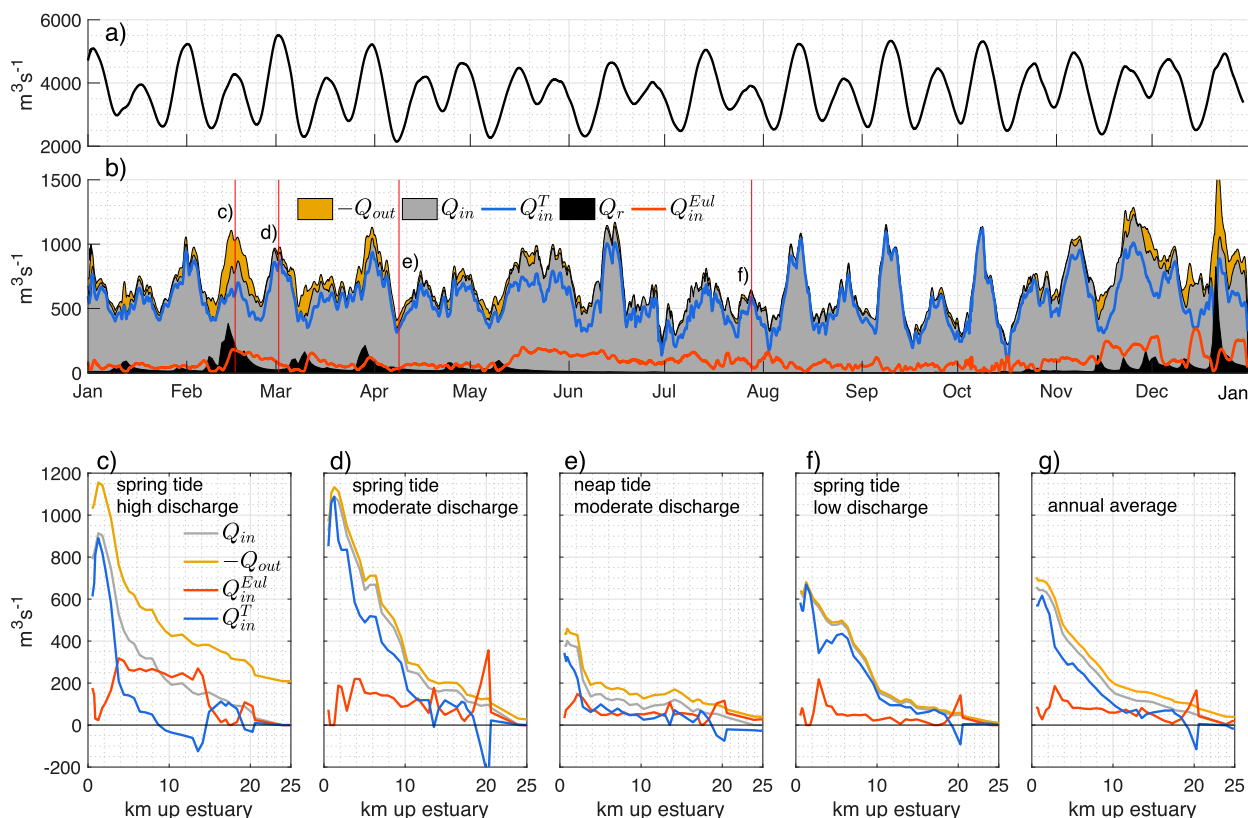 a)
6000
4000
2000
m³s⁻¹
b)
1500
1000
500
0
m³s⁻¹
c)
d)
e)
f)
−Q_out Q_in Q_in^T Q_r Q_in^Eul
Jan Feb Mar Apr May Jun Jul Aug Sep Oct Nov Dec Jan
c)
spring tide
high discharge
Q_in
−Q_out
Q_in^Eul
Q_in^T
1200
1000
800
600
400
200
0
-200
m³s⁻¹
0 10 20 25
km up estuary
d)
spring tide
moderate discharge
0 10 20 25
km up estuary
e)
neap tide
moderate discharge
0 10 20 25
km up estuary
f)
spring tide
low discharge
0 10 20 25
km up estuary
g)
annual average
0 10 20 25
km up estuary